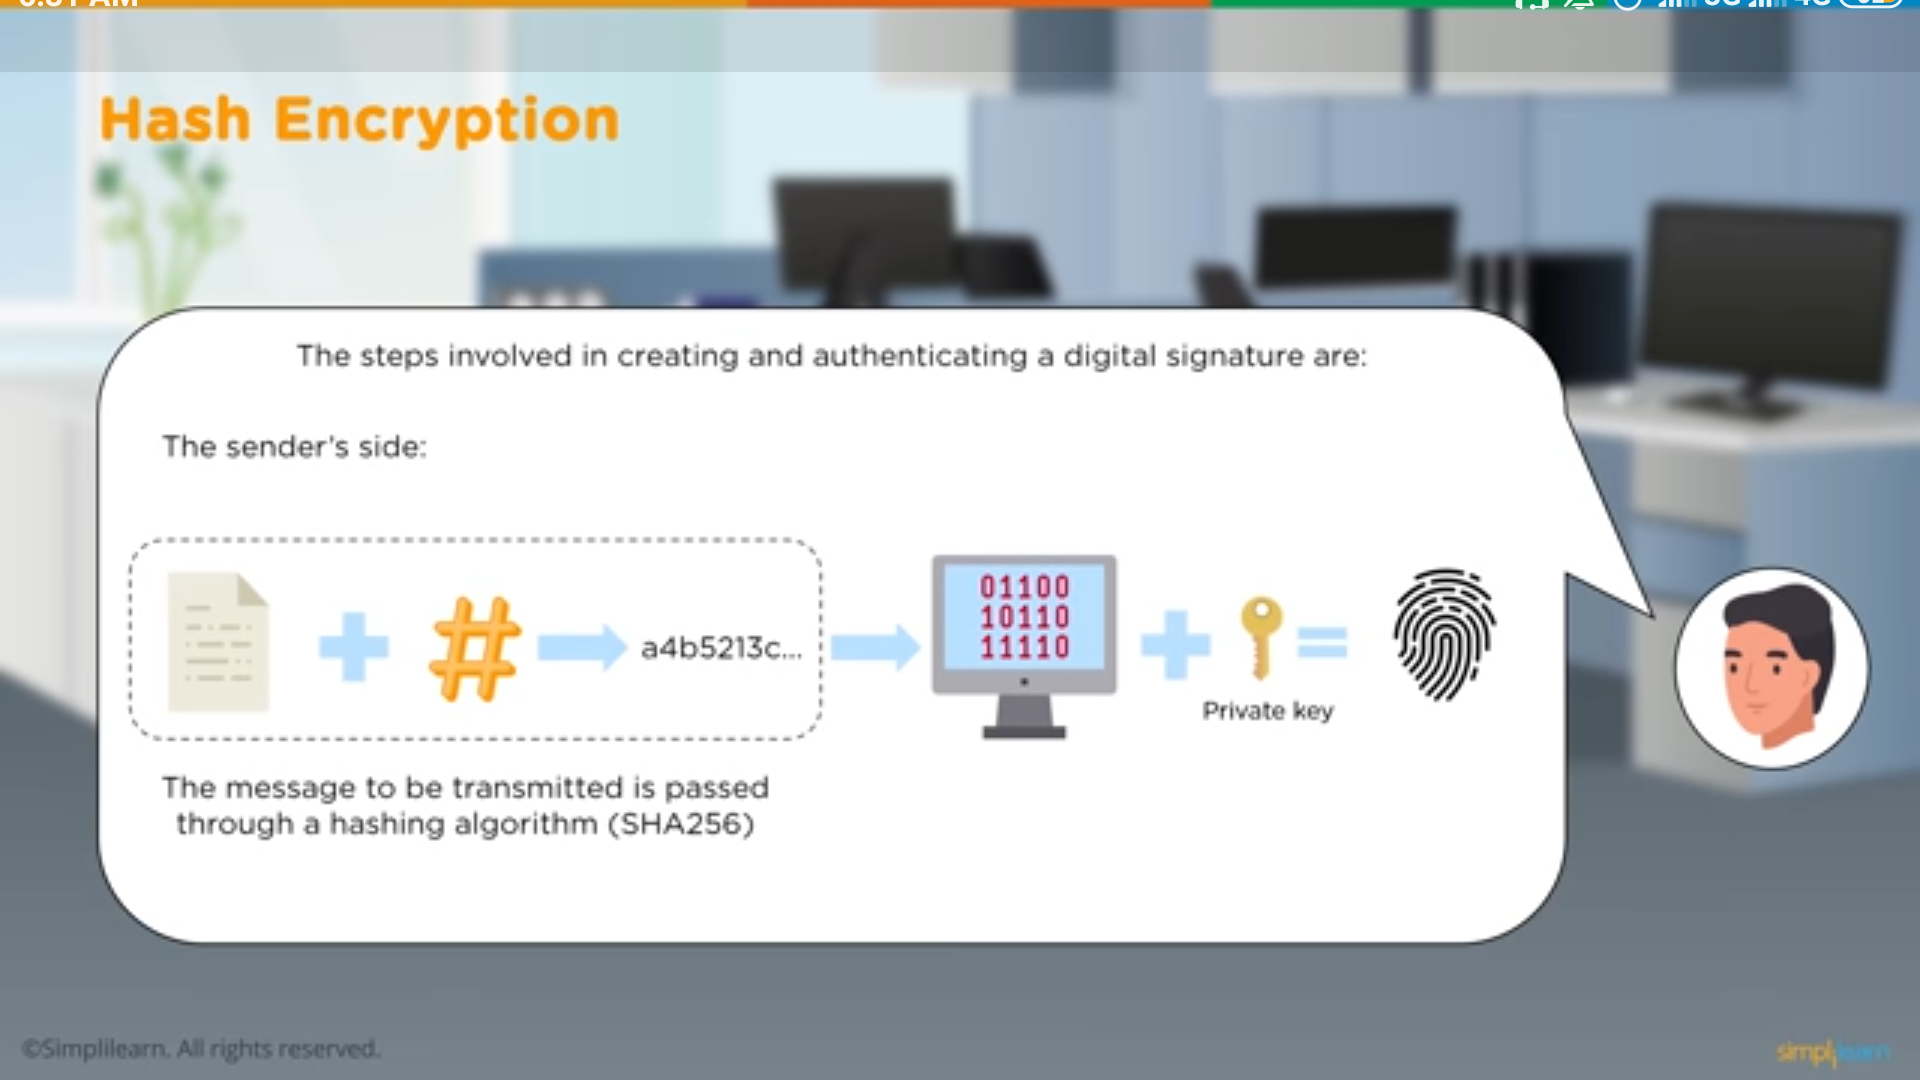 Hash Encryption
The steps involved in creating and authenticating a digital signature are:
The sender's side:
a4b5213c...
01100
10110
11110
Private key
The message to be transmitted is passed
through a hashing algorithm (SHA256)
©Simplilearn. All rights reserved.
simplilearn